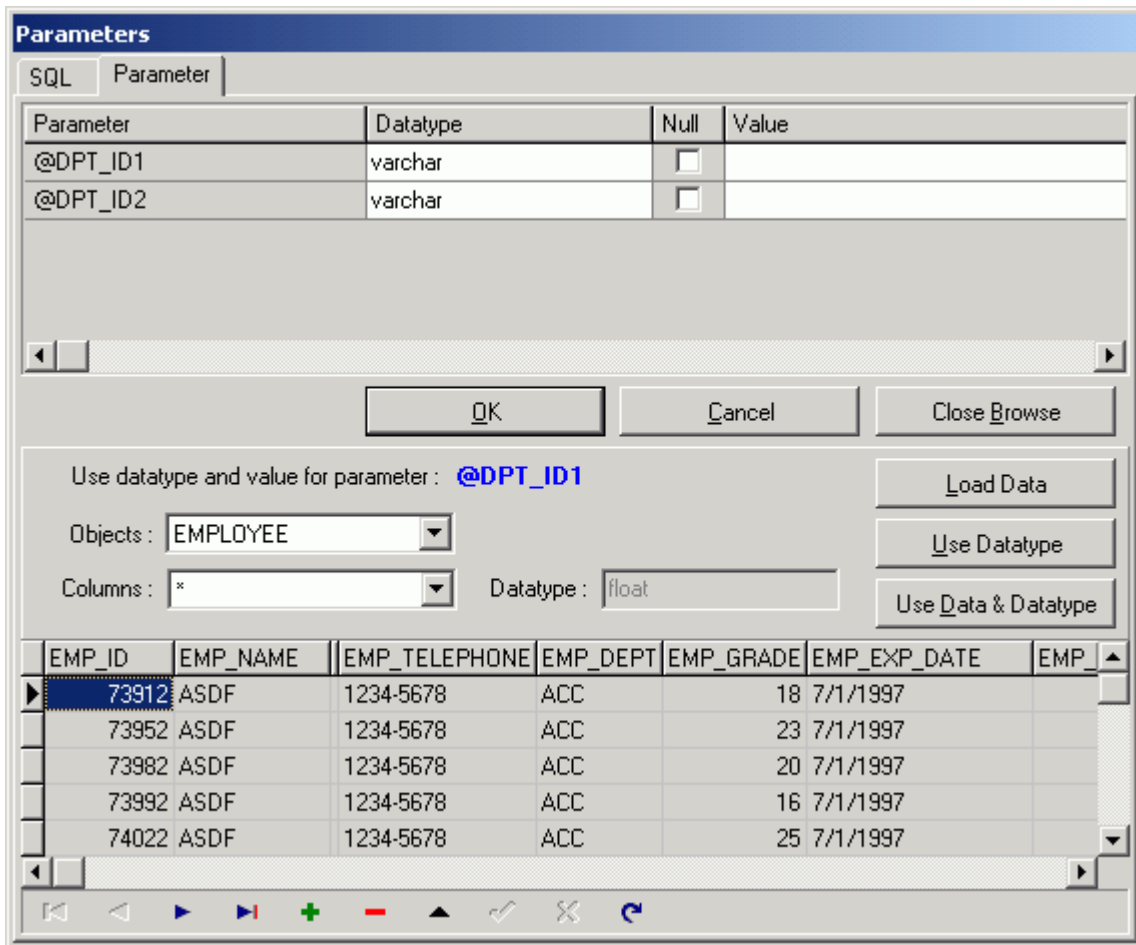 Parameters
SQL Parameter
Parameter Datatype Null Value
@DPT_ID1 varchar
@DPT_ID2 varchar
OK Cancel Close Browse
Use datatype and value for parameter : @DPT_ID1
Load Data
Objects : EMPLOYEE
Use Datatype
Columns : * Datatype : float
Use Data & Datatype
EMP_ID EMP_NAME EMP_TELEPHONE EMP_DEPT EMP_GRADE EMP_EXP_DATE EMP_
73912 ASDF 1234-5678 ACC 18 7/1/1997
73952 ASDF 1234-5678 ACC 23 7/1/1997
73982 ASDF 1234-5678 ACC 20 7/1/1997
73992 ASDF 1234-5678 ACC 16 7/1/1997
74022 ASDF 1234-5678 ACC 25 7/1/1997